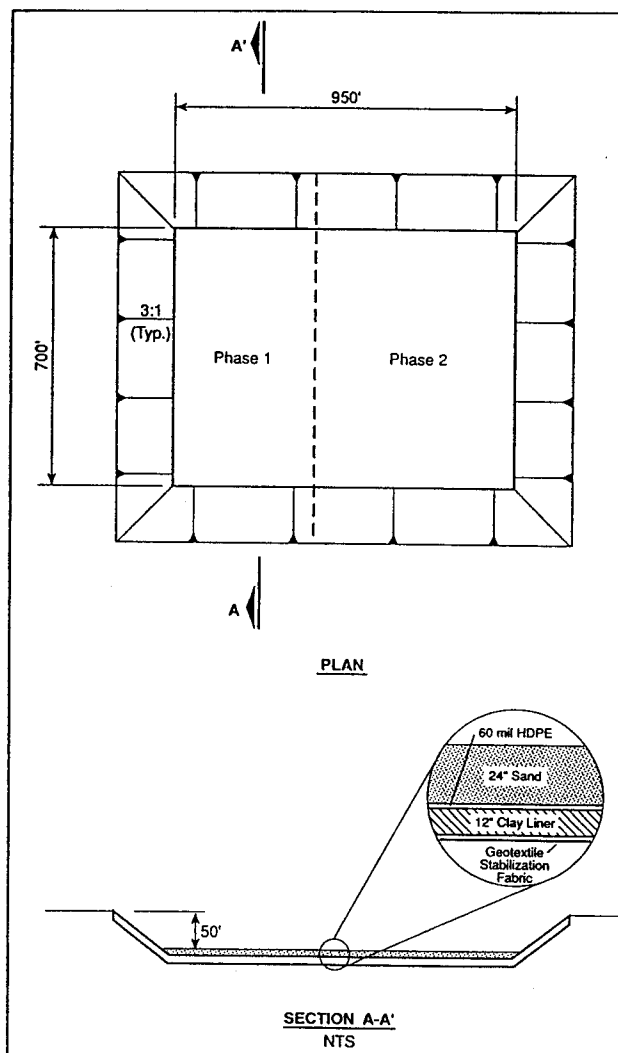 A'
950'
700'
3:1
(Typ.)
Phase 1
Phase 2
A
PLAN
60 mil HDPE
24" Sand
12" Clay Liner
Geotextile
Stabilization
Fabric
50'
SECTION A-A'
NTS